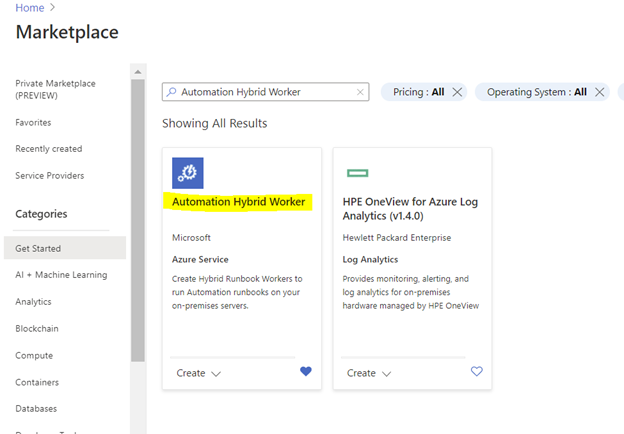 Home
Marketplace
Private Marketplace
(PREVIEW)
Favorites
Recently created
Service Providers
Categories
Get Started
AI + Machine Learning
Analytics
Blockchain
Compute
Containers
Databases
Automation Hybrid Worker
Pricing : All
Operating System : All
Showing All Results
Automation Hybrid Worker
Microsoft
Azure Service
Create Hybrid Runbook Workers to
run Automation runbooks on your
on-premises servers.
Create
HPE OneView for Azure Log
Analytics (v1.4.0)
Hewlett Packard Enterprise
Log Analytics
Provides monitoring, alerting, and
log analytics for on-premises
hardware managed by HPE OneView
Create